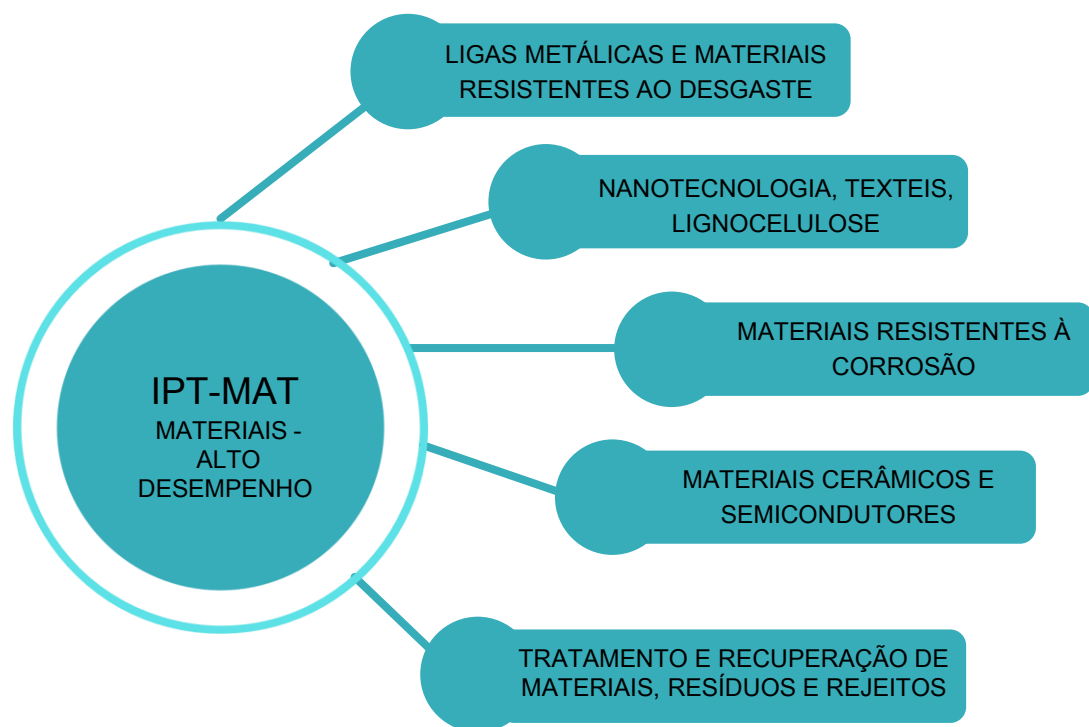 LIGAS METÁLICAS E MATERIAIS
RESISTENTES AO DESGASTE
NANOTECNOLOGIA, TEXTEIS,
LIGNOCELULOSE
MATERIAIS RESISTENTES À
CORROSÃO
IPT-MAT
MATERIAIS -
ALTO
DESEMPENHO
MATERIAIS CERÂMICOS E
SEMICONDUTORES
TRATAMENTO E RECUPERAÇÃO DE
MATERIAIS, RESÍDUOS E REJEITOS